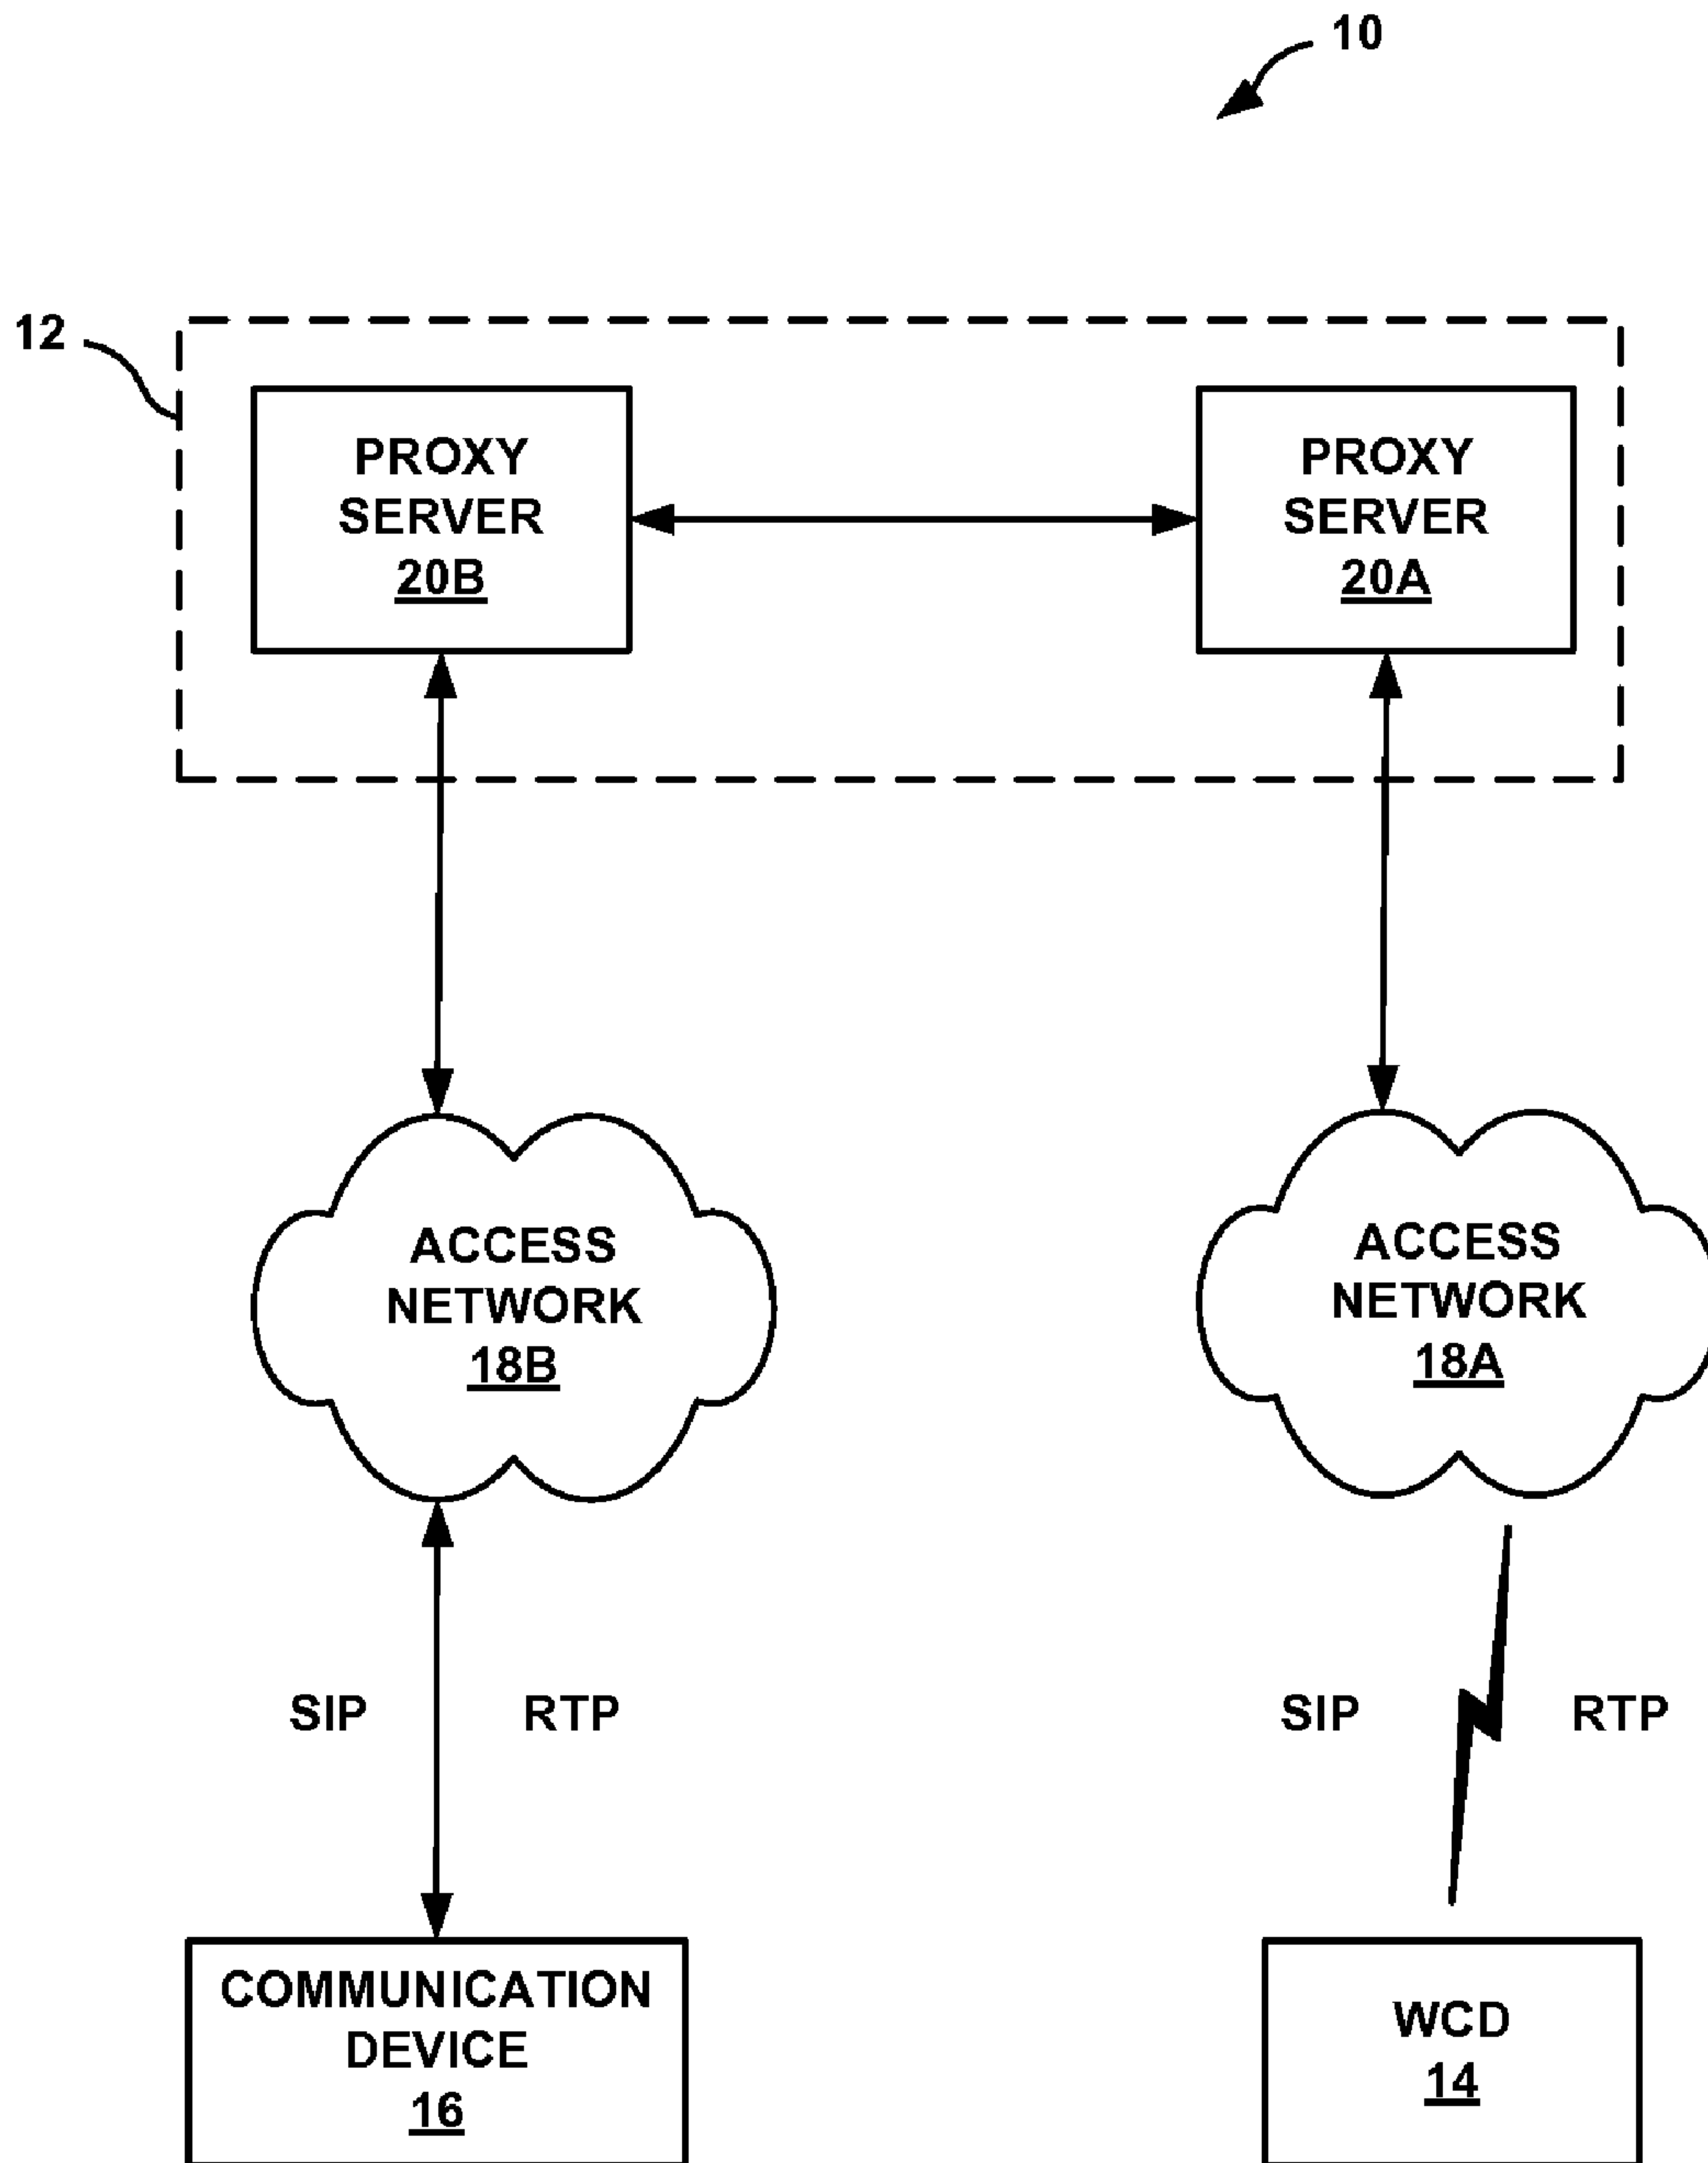 10
12
PROXY
SERVER
20B
PROXY
SERVER
20A
ACCESS
NETWORK
18B
ACCESS
NETWORK
18A
SIP
RTP
SIP
RTP
COMMUNICATION
DEVICE
16
WCD
14